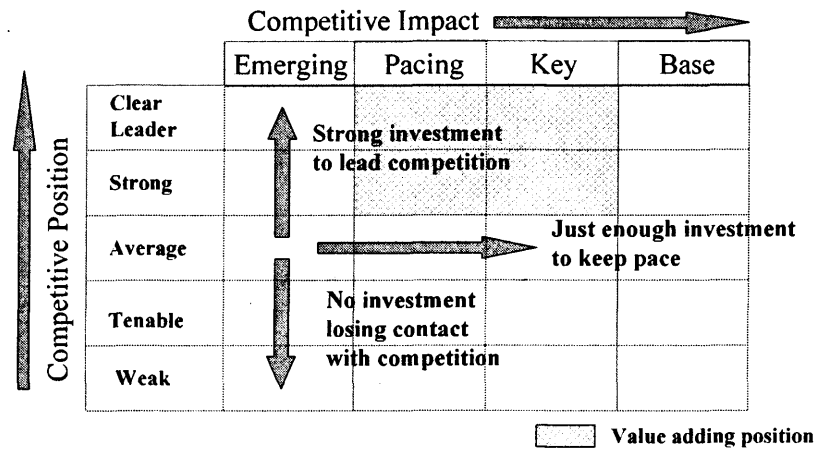 Competitive Impact
Emerging Pacing Key Base
Competitive Position
Clear
Leader
Strong
Average
Tenable
Weak
Strong investment
to lead competition
Just enough investment
to keep pace
No investment
losing contact
with competition
Value adding position